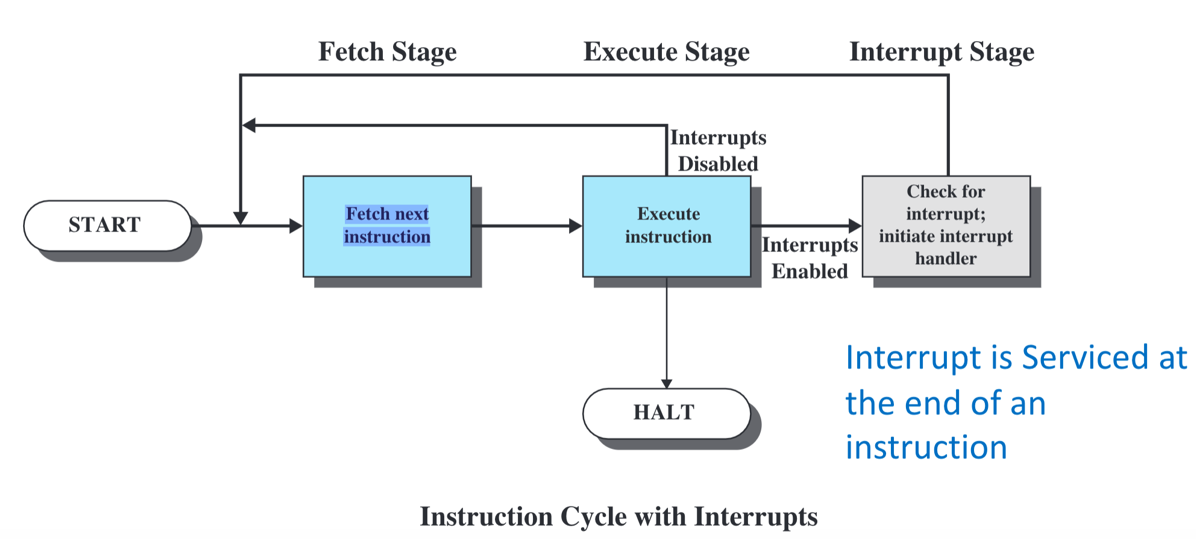 Fetch Stage
Execute Stage
Interrupt Stage
Interrupts
Disabled
START
Fetch next
instruction
Execute
instruction
Interrupts
Enabled
Check for
interrupt;
initiate interrupt
handler
HALT
Interrupt is Serviced at
the end of an
instruction
Instruction Cycle with Interrupts